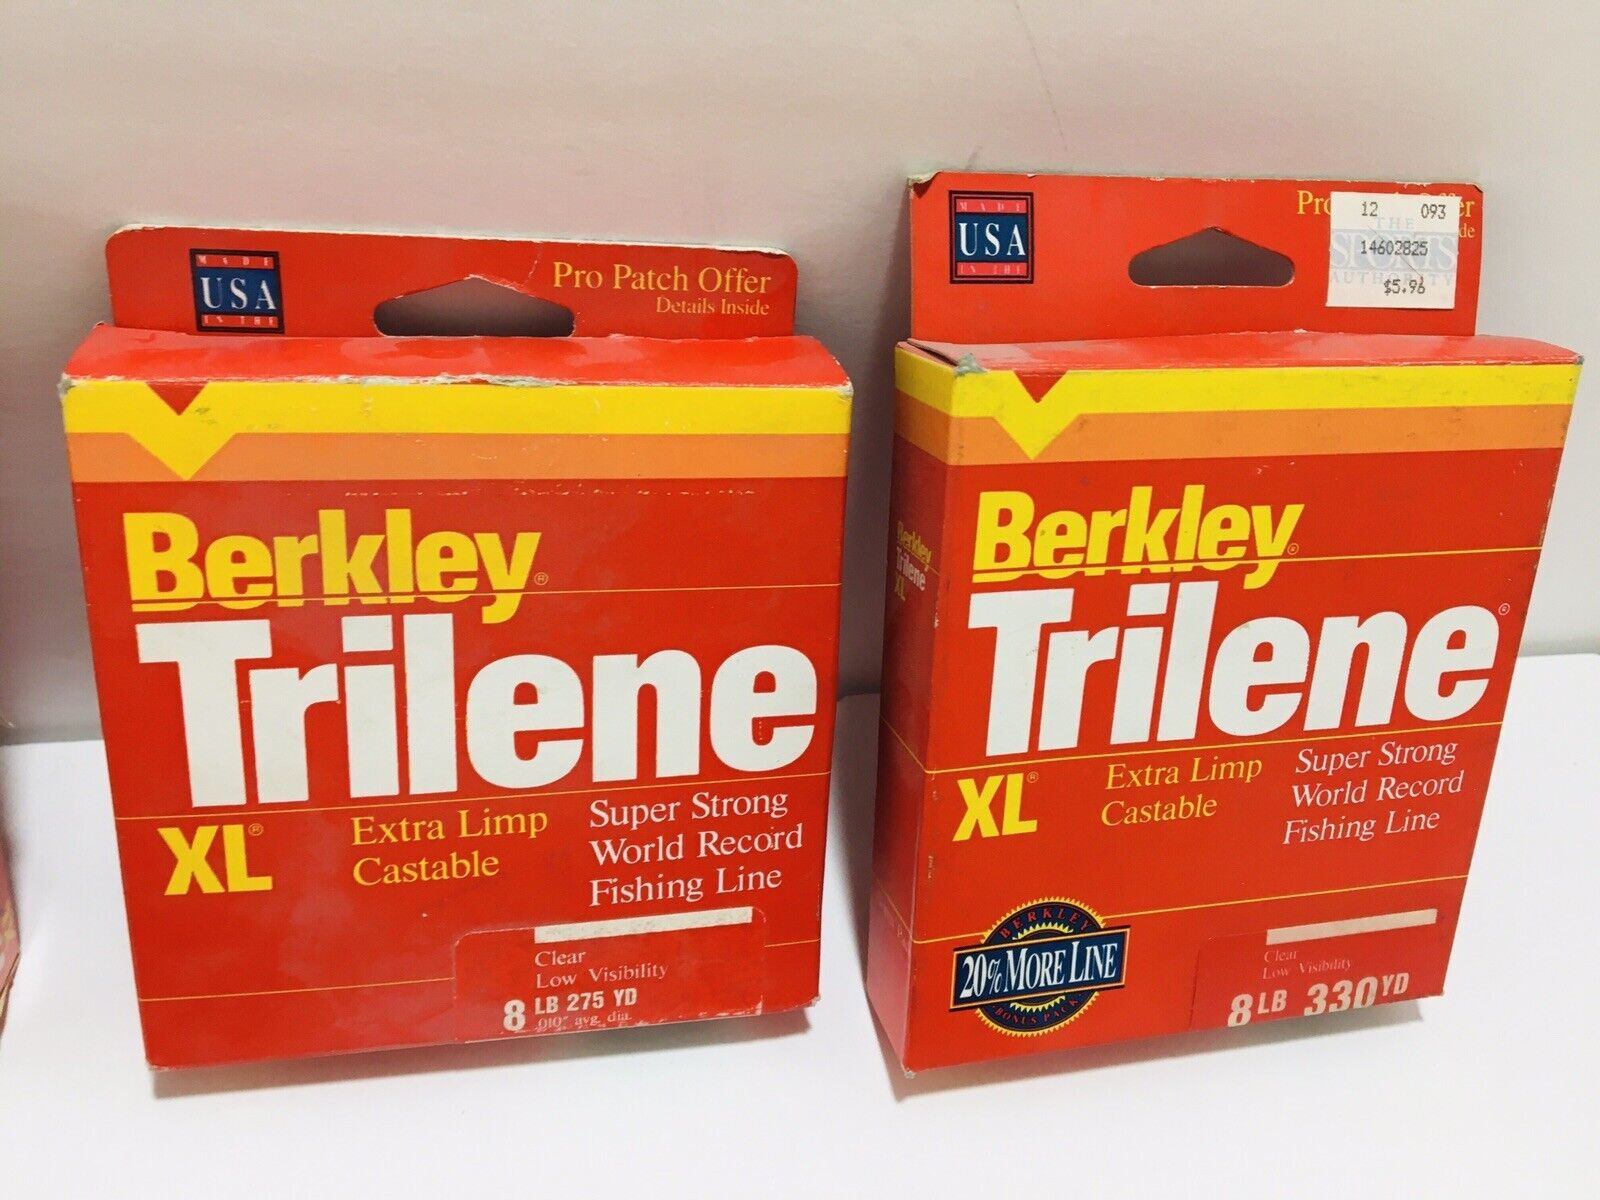 MADE
USA
IN THE
Pro Patch Offer
Details Inside
Berkley®
Trilene
XL®
Extra Limp
Castable
Super Strong
World Record
Fishing Line
Clear
Low Visibility
8 LB 275 YD
.010" avg. dia.
MADE
USA
IN THE
12 093
THE
SPORTS
AUTHORITY
14602825
$5.96
Berkley
Trilene
XL
Berkley®
Trilene®
XL®
Extra Limp
Castable
Super Strong
World Record
Fishing Line
BERKLEY
20% MORE LINE
BONUS PACK
Clear
Low Visibility
8 LB 330 YD